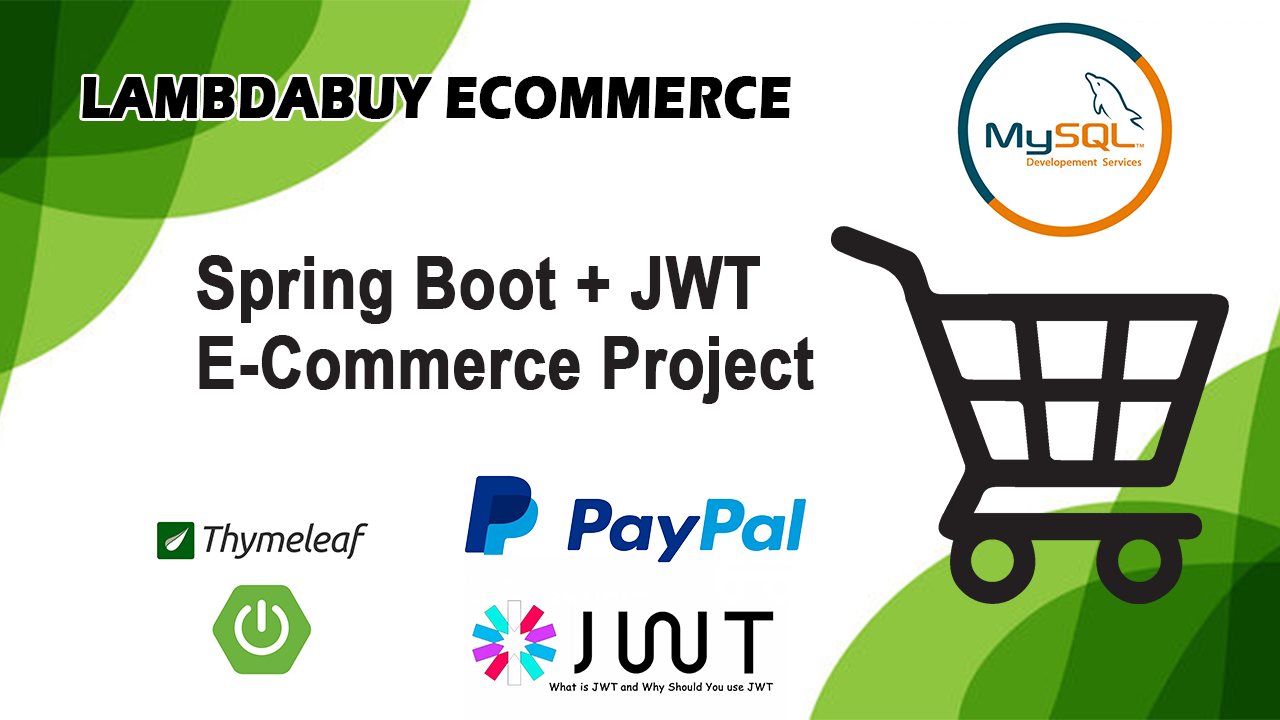 LAMBDABUY ECOMMERCE
MySQL™
Developement Services
Spring Boot + JWT
E-Commerce Project
Thymeleaf
PayPal
JWT
What is JWT and Why Should You use JWT